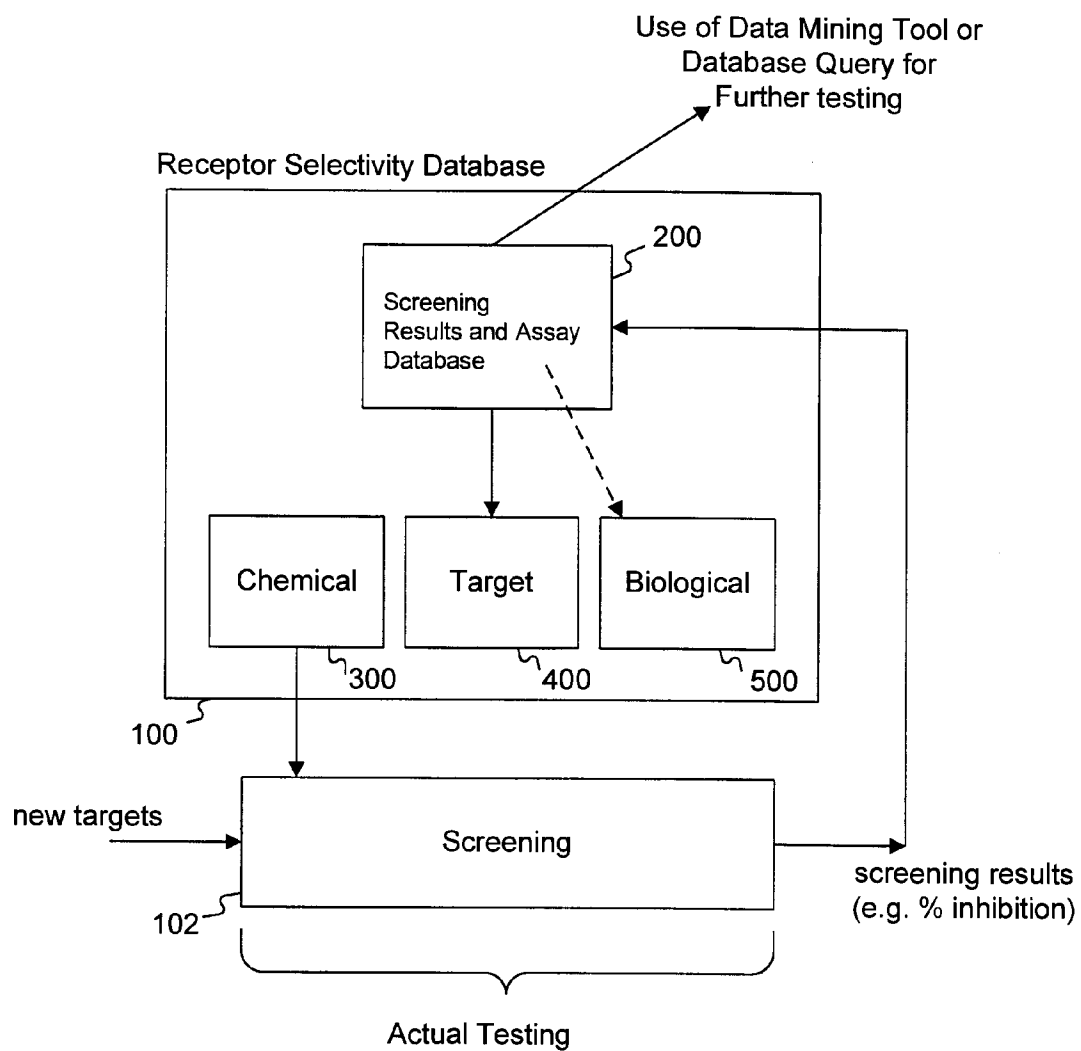 Use of Data Mining Tool or
Database Query for
Further testing
Receptor Selectivity Database
200
Screening
Results and Assay
Database
Chemical
Target
Biological
300
400
500
100
new targets
Screening
screening results
(e.g. % inhibition)
102
Actual Testing